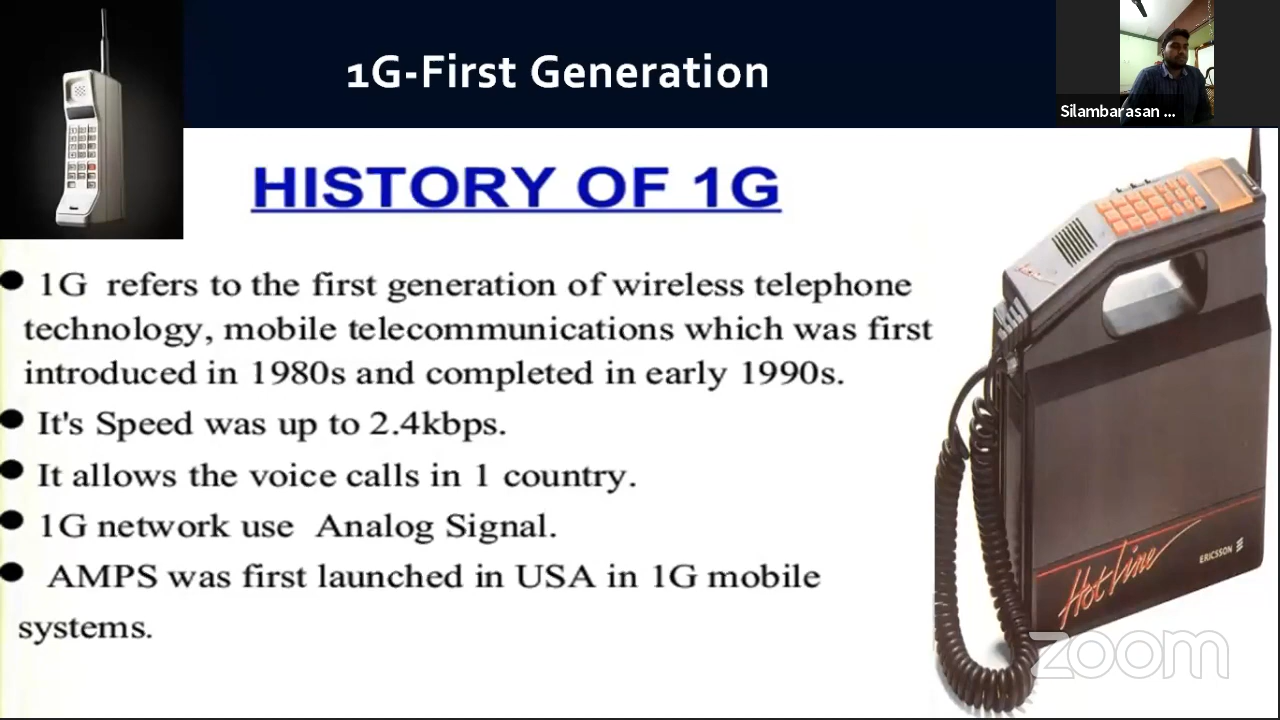 1G-First Generation
Silambarasan ...
HISTORY OF 1G
1G refers to the first generation of wireless telephone
technology, mobile telecommunications which was first
introduced in 1980s and completed in early 1990s.
It's Speed was up to 2.4kbps.
It allows the voice calls in 1 country.
1G network use Analog Signal.
AMPS was first launched in USA in 1G mobile
systems.
Hot Line
ERICSSON
zoom